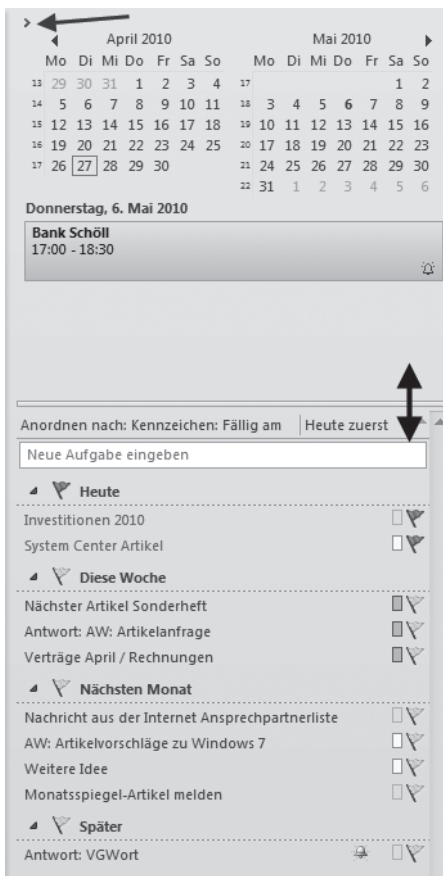 April 2010 Mai 2010
Mo Di Mi Do Fr Sa So Mo Di Mi Do Fr Sa So
13 29 30 31 1 2 3 4 17 1 2
14 5 6 7 8 9 10 11 18 3 4 5 6 7 8 9
15 12 13 14 15 16 17 18 19 10 11 12 13 14 15 16
16 19 20 21 22 23 24 25 20 17 18 19 20 21 22 23
17 26 27 28 29 30 21 24 25 26 27 28 29 30
22 31 1 2 3 4 5 6
Donnerstag, 6. Mai 2010
Bank Schöll
17:00 - 18:30
Anordnen nach: Kennzeichen: Fällig am Heute zuerst
Neue Aufgabe eingeben
Heute
Investitionen 2010
System Center Artikel
Diese Woche
Nächster Artikel Sonderheft
Antwort: AW: Artikelanfrage
Verträge April / Rechnungen
Nächsten Monat
Nachricht aus der Internet Ansprechpartnerliste
AW: Artikelvorschläge zu Windows 7
Weitere Idee
Monatsspiegel-Artikel melden
Später
Antwort: VGWort